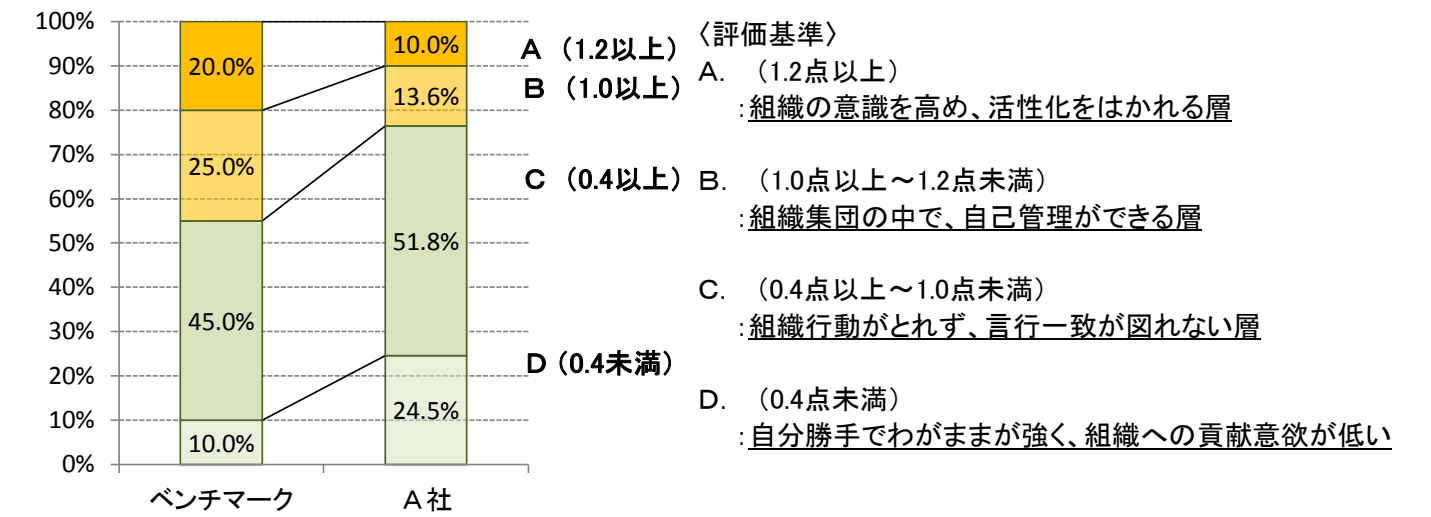 100%
90%
80%
70%
60%
50%
40%
30%
20%
10%
0%
20.0%
25.0%
45.0%
10.0%
10.0%
13.6%
51.8%
24.5%
ベンチマーク
A社
A (1.2以上)
B (1.0以上)
C (0.4以上)
D (0.4未満)
〈評価基準〉
A. (1.2点以上)
:組織の意識を高め、活性化をはかれる層
B. (1.0点以上~1.2点未満)
:組織集団の中で、自己管理ができる層
C. (0.4点以上~1.0点未満)
:組織行動がとれず、言行一致が図れない層
D. (0.4点未満)
:自分勝手でわがままが強く、組織への貢献意欲が低い